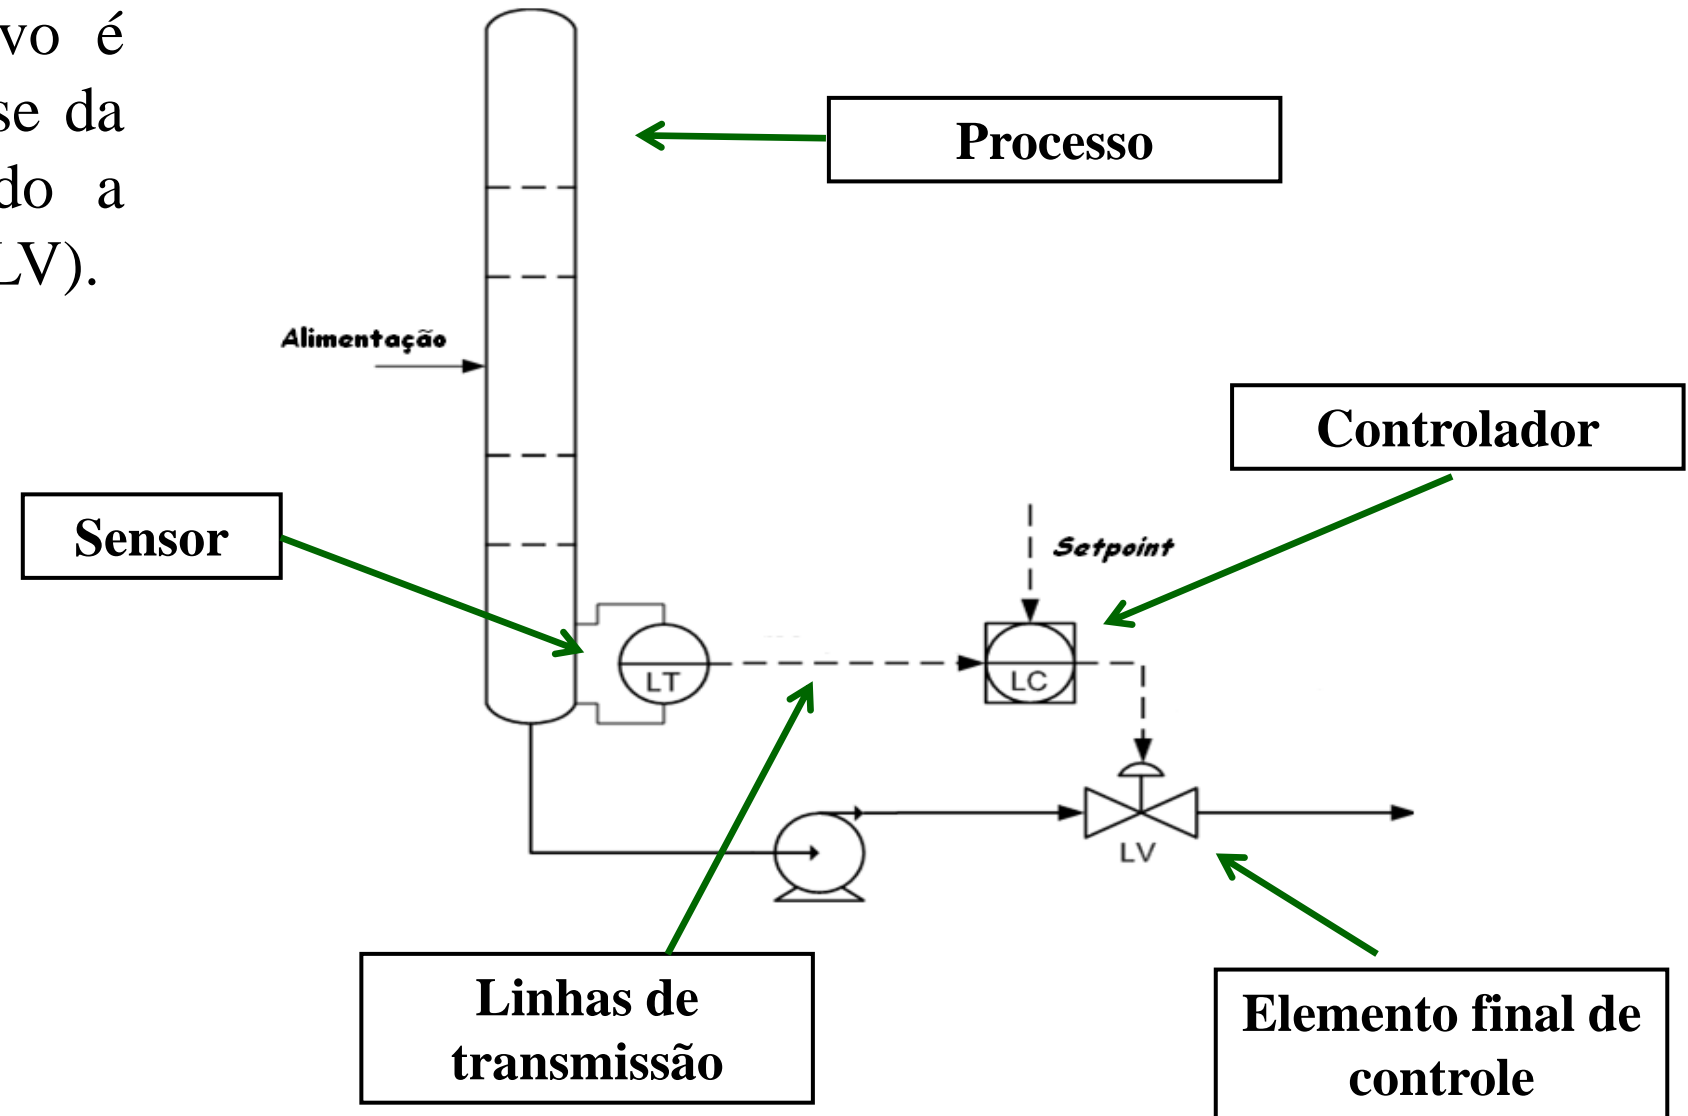 vo é
se da
do a
LV).
Processo
Alimentação
Controlador
Sensor
Setpoint
LT
LC
LV
Linhas de
transmissão
Elemento final de
controle